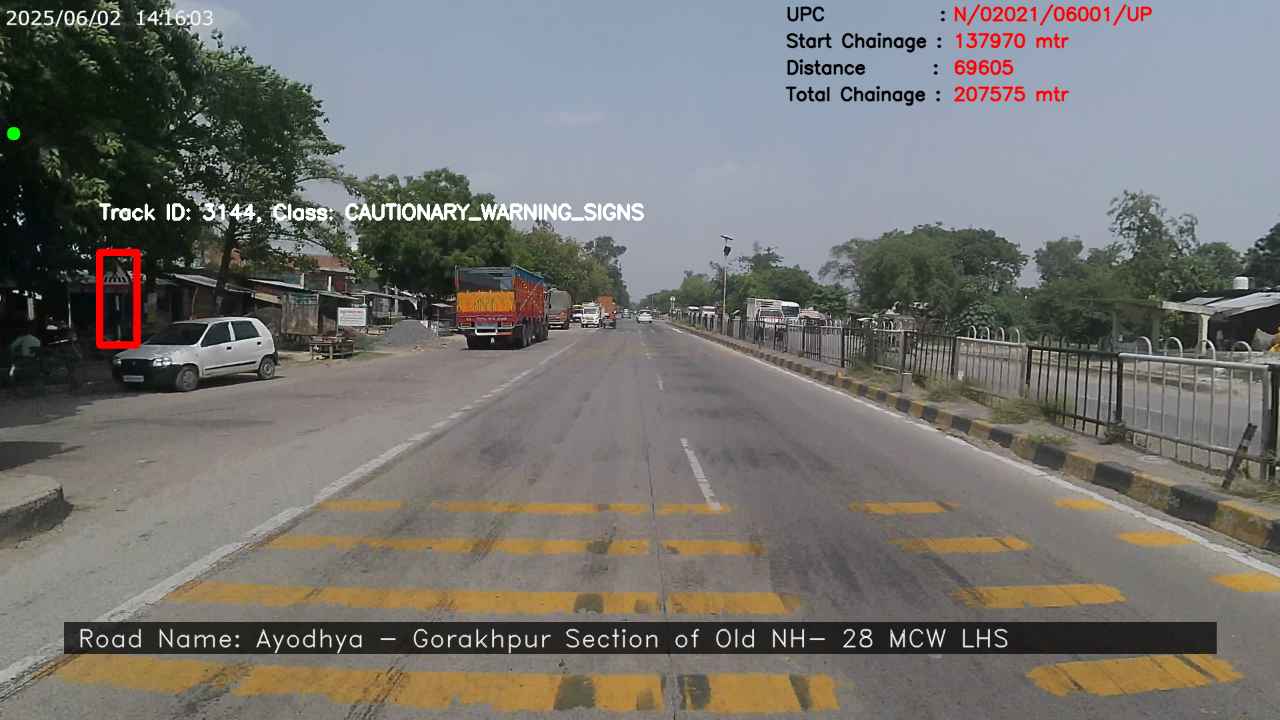 2025/06/02 14:16:03
UPC : N/02021/06001/UP
Start Chainage : 137970 mtr
Distance : 69605
Total Chainage : 207575 mtr
Track ID: 3144, Class: CAUTIONARY_WARNING_SIGNS
Road Name: Ayodhya - Gorakhpur Section of Old NH- 28 MCW LHS